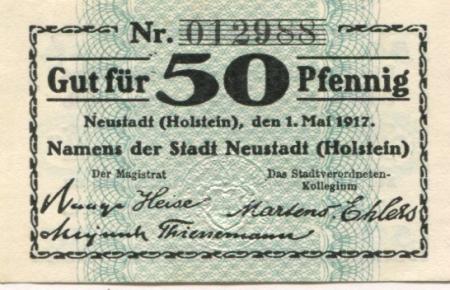 Nr. 012988
Gut für 50 Pfennig
Neustadt (Holstein), den 1. Mai 1917.
Namens der Stadt Neustadt (Holstein)
Der Magistrat Das Stadtverordneten-
Kollegium
Heise Martens. Ehlers
Thienemann